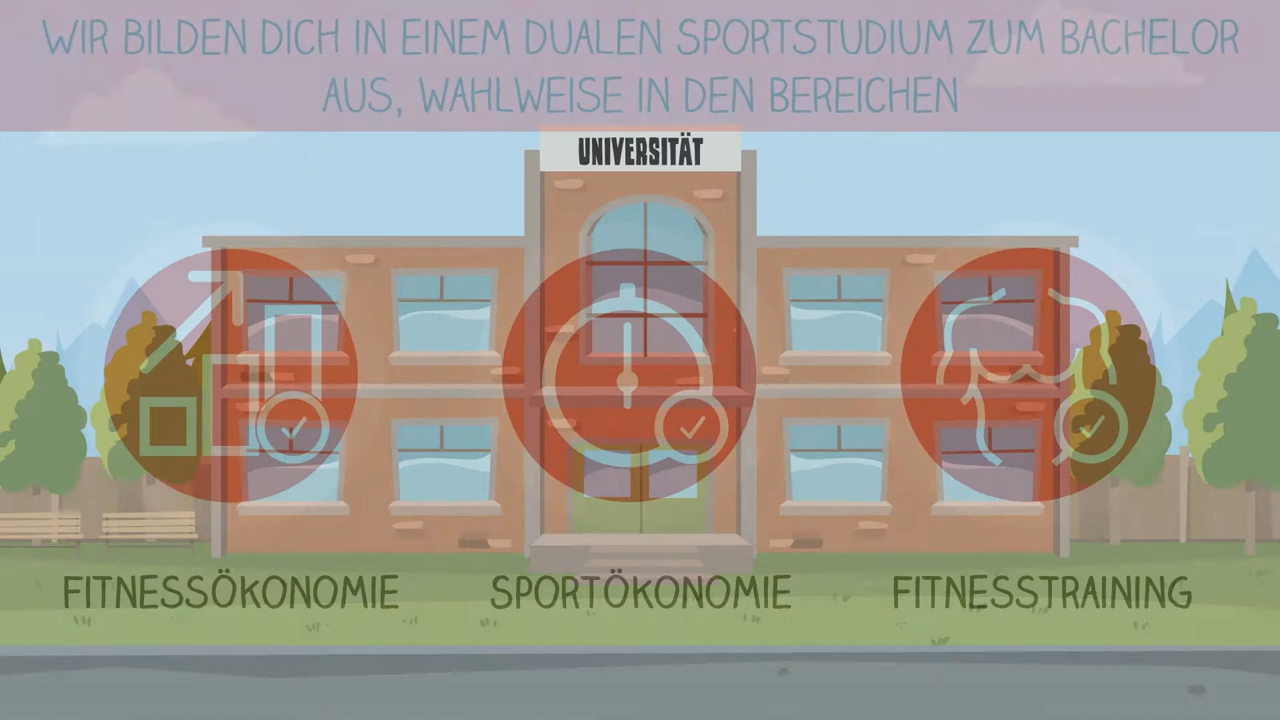 WIR BILDEN DICH IN EINEM DUALEN SPORTSTUDIUM ZUM BACHELOR
AUS, WAHLWEISE IN DEN BEREICHEN
UNIVERSITÄT
FITNESSÖKONOMIE
SPORTÖKONOMIE
FITNESSTRAINING